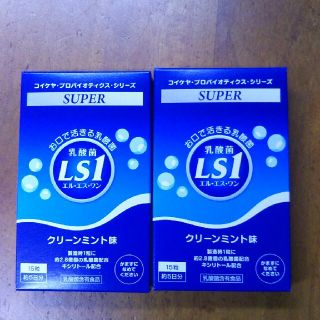 コイケヤ・プロバイオティクス・シリーズ
SUPER
お口で活きる乳酸菌
乳酸菌
LS1
エル・エス・ワン
クリーンミント味
15粒
約5日分
製造時1粒に
約2.8億個の乳酸菌配合
キシリトール配合
乳酸菌含有食品
かまずに
なめて
ください
コイケヤ・プロバイオティクス・シリーズ
SUPER
お口で活きる乳酸菌
乳酸菌
LS1
エル・エス・ワン
クリーンミント味
15粒
約5日分
製造時1粒に
約2.8億個の乳酸菌配合
キシリトール配合
乳酸菌含有食品
かまずに
なめて
ください